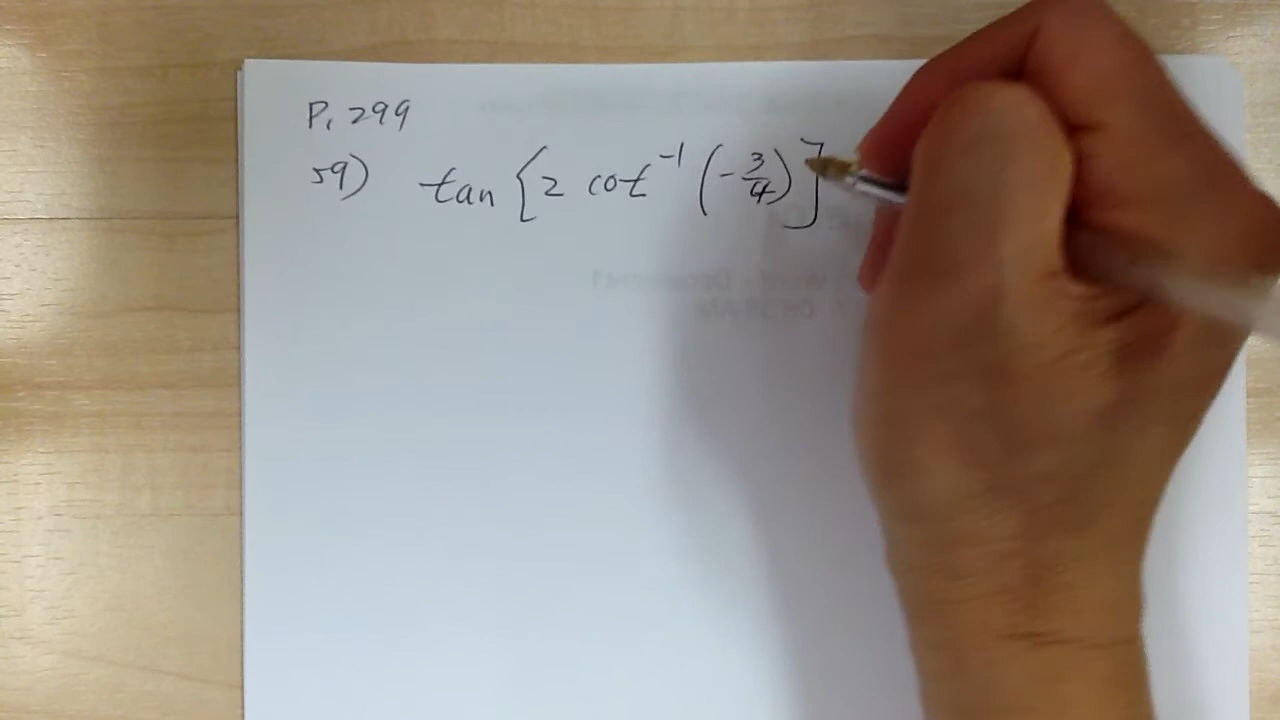 P. 299
59) tan [2 cot⁻¹ (-3/4)]